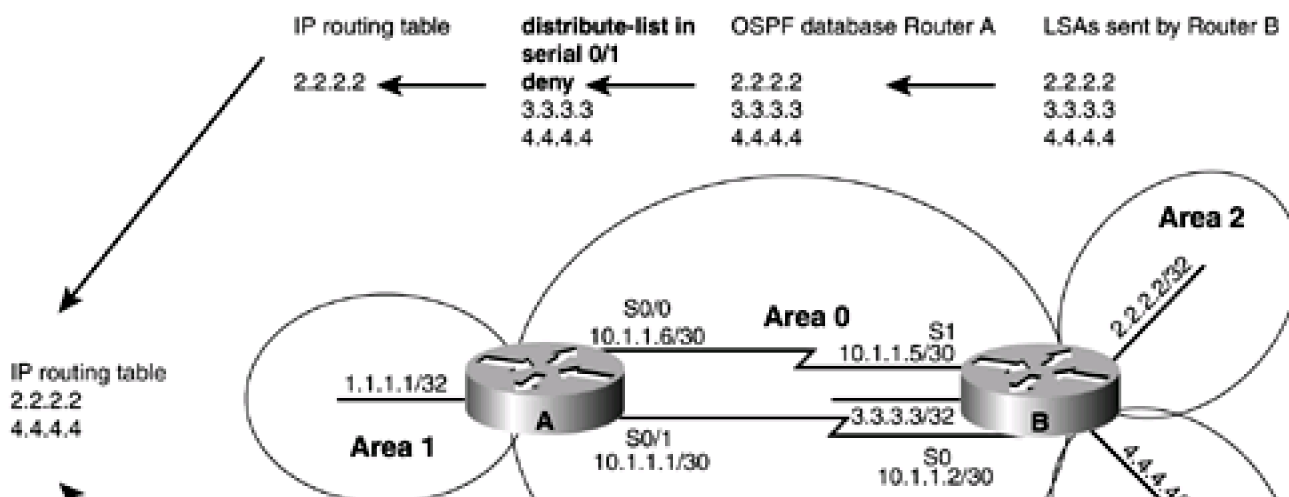 IP routing table
2.2.2.2
distribute-list in
serial 0/1
deny
3.3.3.3
4.4.4.4
OSPF database Router A
2.2.2.2
3.3.3.3
4.4.4.4
LSAs sent by Router B
2.2.2.2
3.3.3.3
4.4.4.4
Area 2
2.2.2.2/32
S0/0
10.1.1.6/30
Area 0
S1
10.1.1.5/30
IP routing table
2.2.2.2
4.4.4.4
1.1.1.1/32
A
Area 1
S0/1
10.1.1.1/30
3.3.3.3/32
B
S0
10.1.1.2/30